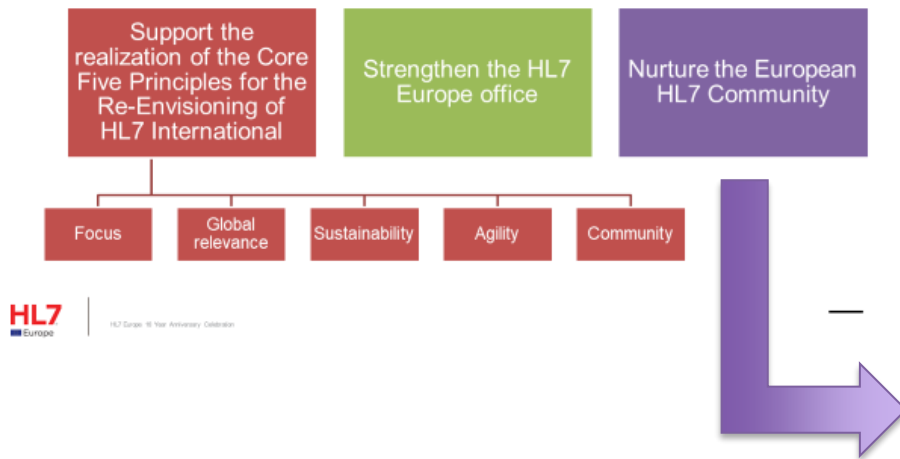 Support the
realization of the Core
Five Principles for the
Re-Envisioning of
HL7 International
Strengthen the HL7
Europe office
Nurture the European
HL7 Community
Focus
Global
relevance
Sustainability
Agility
Community
HL7
Europe
HL7 Europe 10 Year Anniversary Celebration